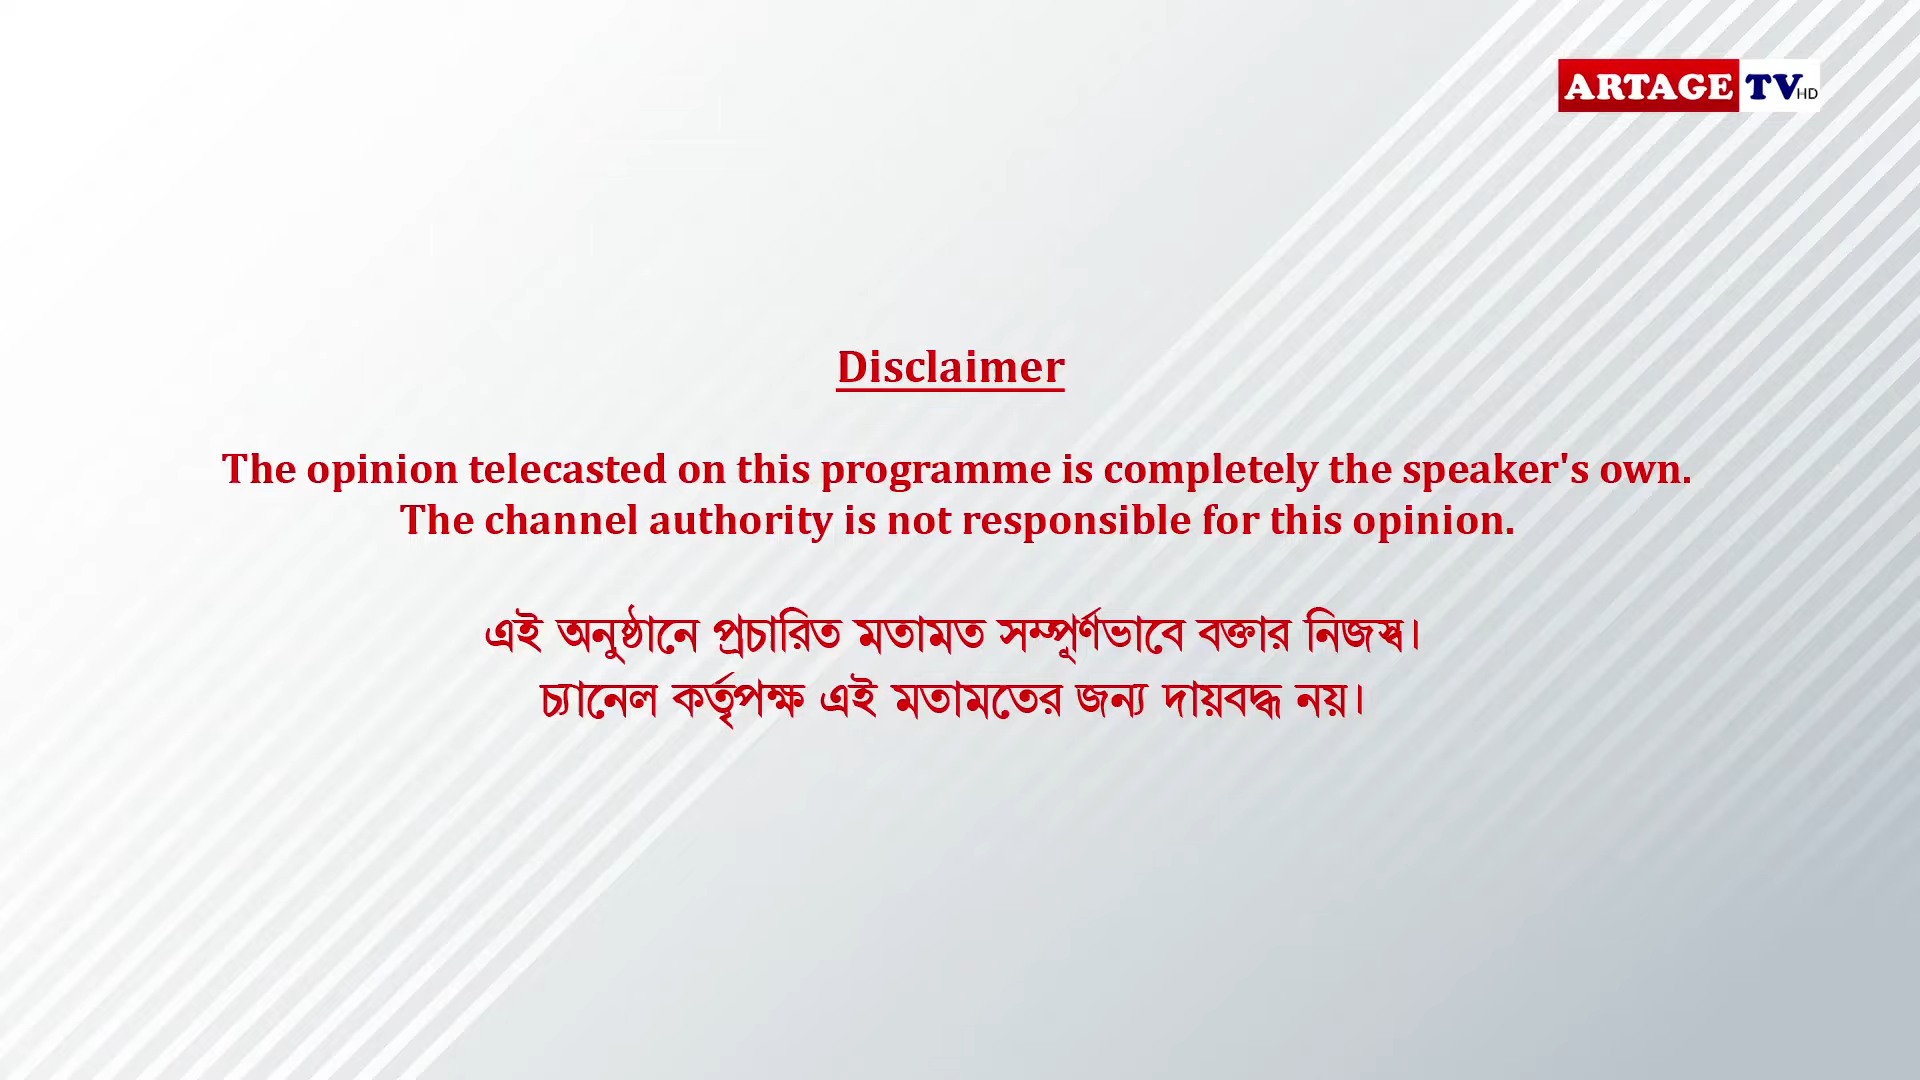 ARTAGE TV HD
Disclaimer
The opinion telecasted on this programme is completely the speaker's own.
The channel authority is not responsible for this opinion.
এই অনুষ্ঠানে প্রচারিত মতামত সম্পূর্ণভাবে বক্তার নিজস্ব।
চ্যানেল কর্তৃপক্ষ এই মতামতের জন্য দায়বদ্ধ নয়।